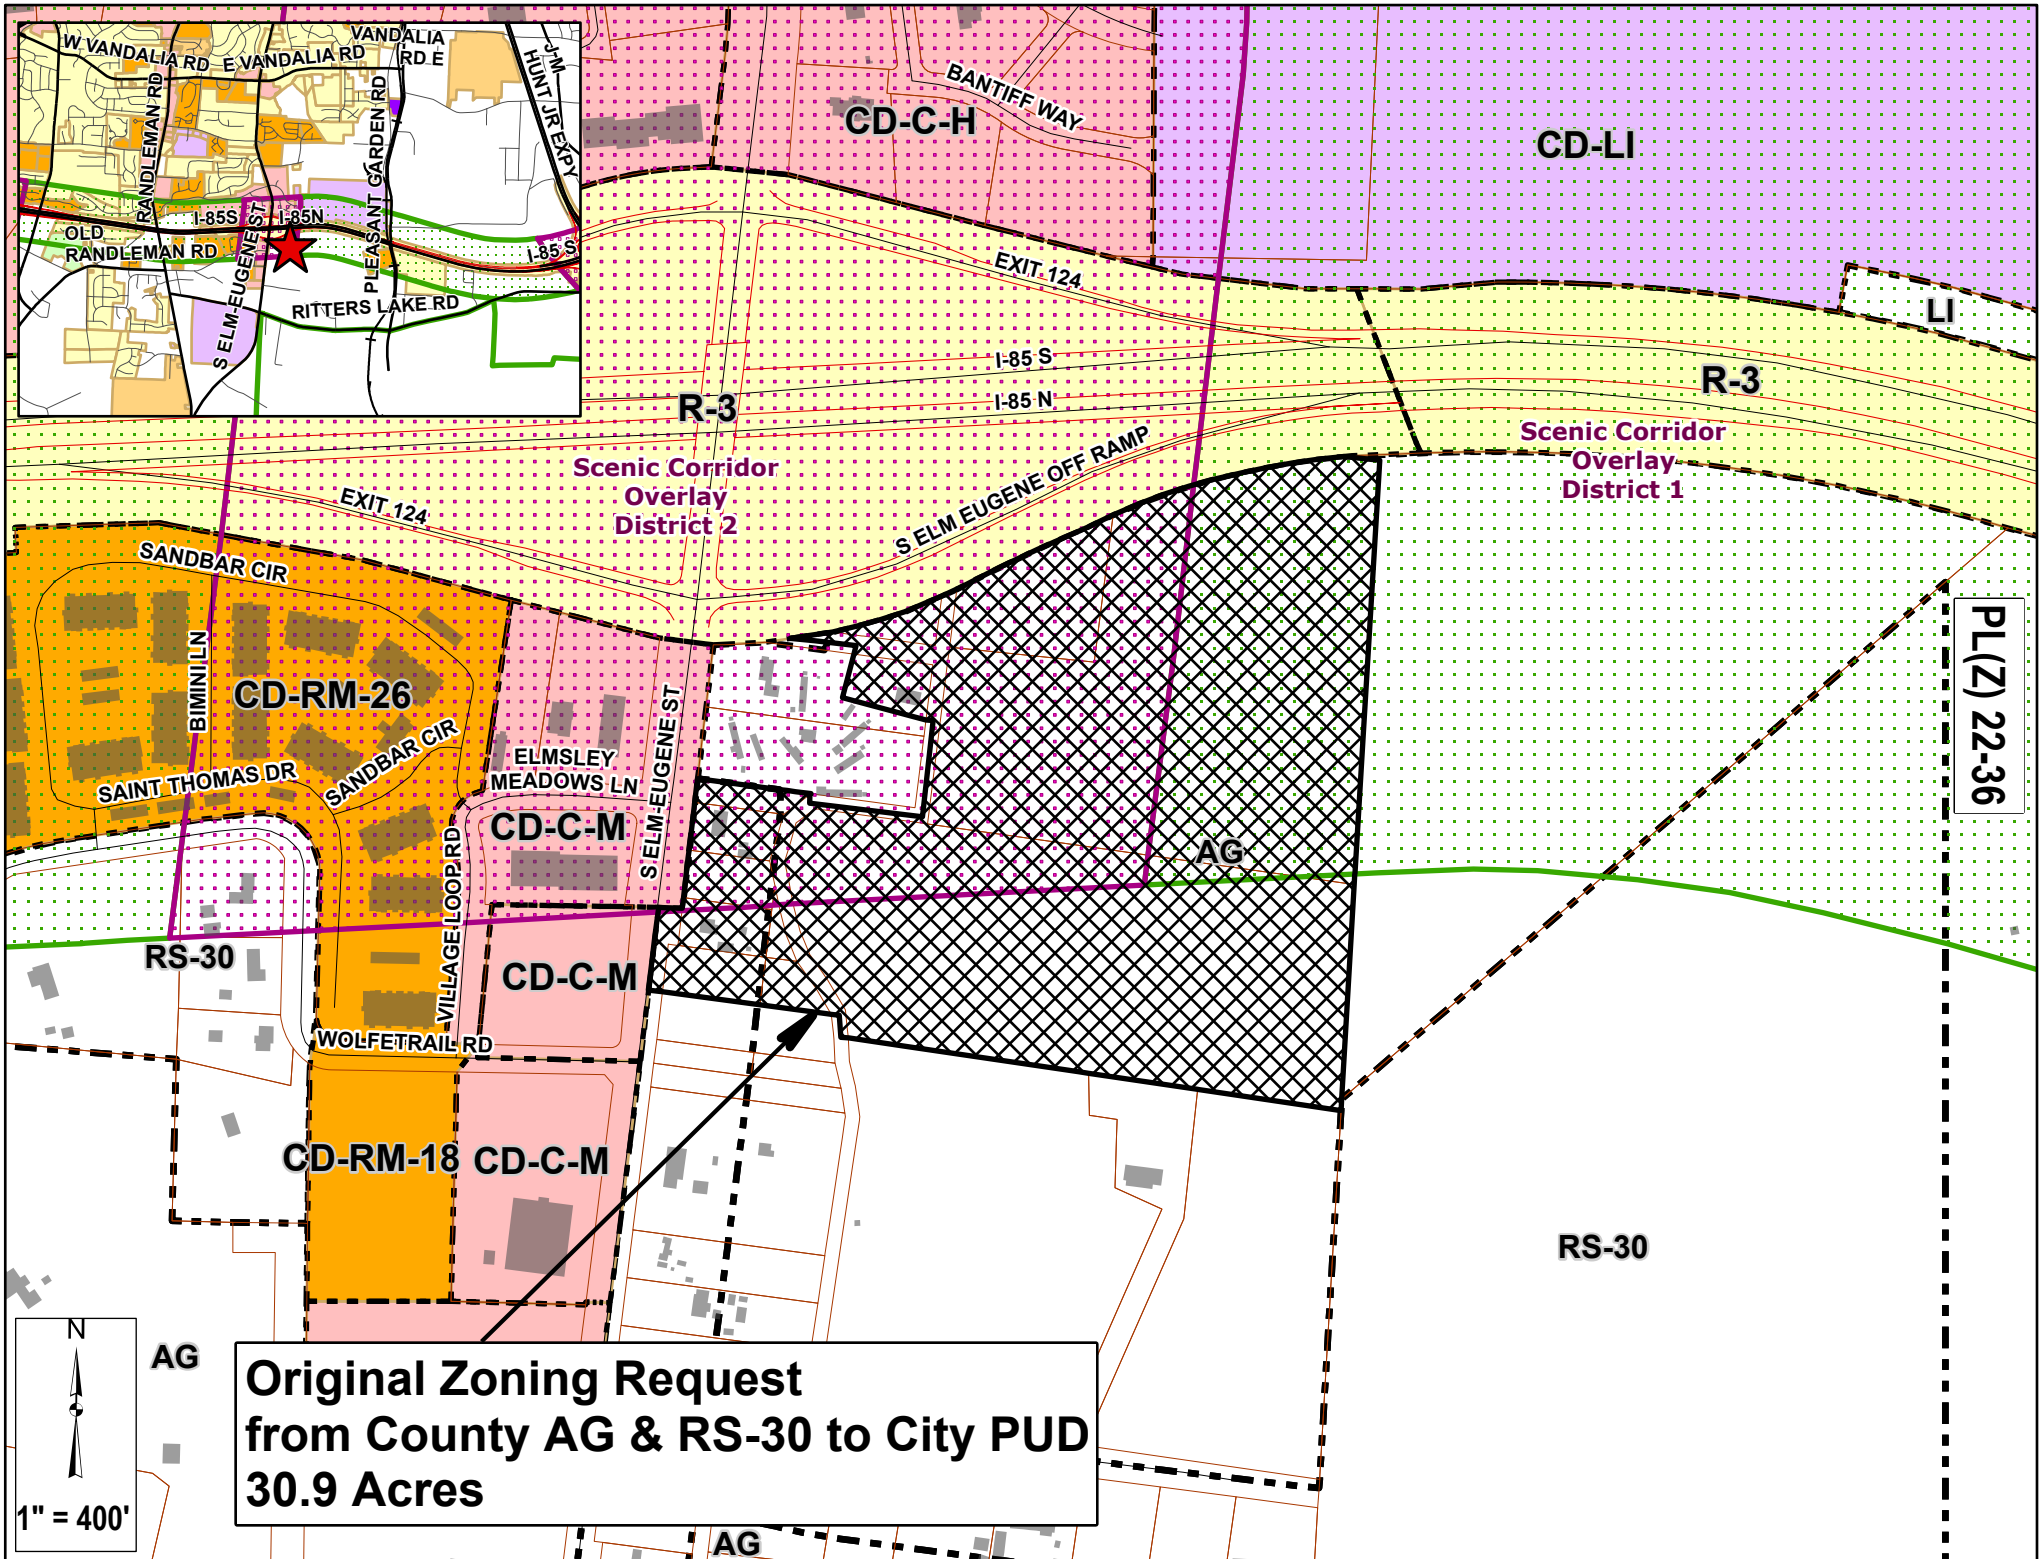 W VANDALIA RD
E VANDALIA RD
VANDALIA
RD E
J-M
HUNT JR EXPY
RANDLEMAN RD
PLEASANT GARDEN RD
I-85S
I-85N
OLD
RANDLEMAN RD
S ELM-EUGENE ST
I-85 S
RITTERS LAKE RD
BANTIFF WAY
CD-C-H
CD-LI
LI
EXIT 124
I-85 S
I-85 N
R-3
R-3
Scenic Corridor
Overlay
District 2
Scenic Corridor
Overlay
District 1
EXIT 124
S ELM EUGENE OFF RAMP
SANDBAR CIR
BIMINI LN
CD-RM-26
SANDBAR CIR
SAINT THOMAS DR
ELMSLEY
MEADOWS LN
S ELM-EUGENE ST
CD-C-M
VILLAGE LOOP RD
AG
PL(Z) 22-36
RS-30
CD-C-M
WOLFETRAIL RD
CD-RM-18
CD-C-M
RS-30
N
1" = 400'
AG
Original Zoning Request
from County AG & RS-30 to City PUD
30.9 Acres
AG